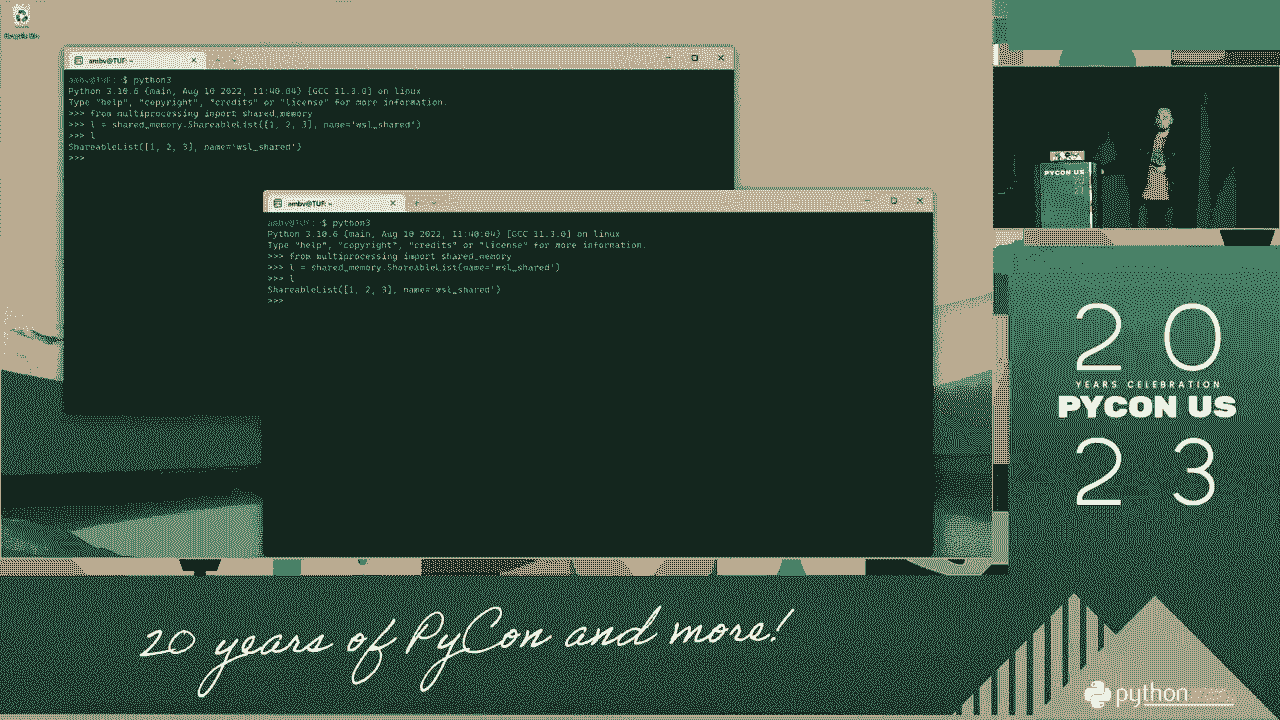 Recycle Bin
ambv@TUF: ~
ambv@TUF:~$ python3
Python 3.10.6 (main, Aug 10 2022, 11:40:04) [GCC 11.3.0] on linux
Type "help", "copyright", "credits" or "license" for more information.
>>> from multiprocessing import shared_memory
>>> l = shared_memory.ShareableList([1, 2, 3], name='wsl_shared')
>>> l
ShareableList([1, 2, 3], name='wsl_shared')
>>>
ambv@TUF: ~
ambv@TUF:~$ python3
Python 3.10.6 (main, Aug 10 2022, 11:40:04) [GCC 11.3.0] on linux
Type "help", "copyright", "credits" or "license" for more information.
>>> from multiprocessing import shared_memory
>>> l = shared_memory.ShareableList(name='wsl_shared')
>>> l
ShareableList([1, 2, 3], name='wsl_shared')
>>>
PYCON US
20
YEARS CELEBRATION
PYCON US
23
20 years of PyCon and more!
python